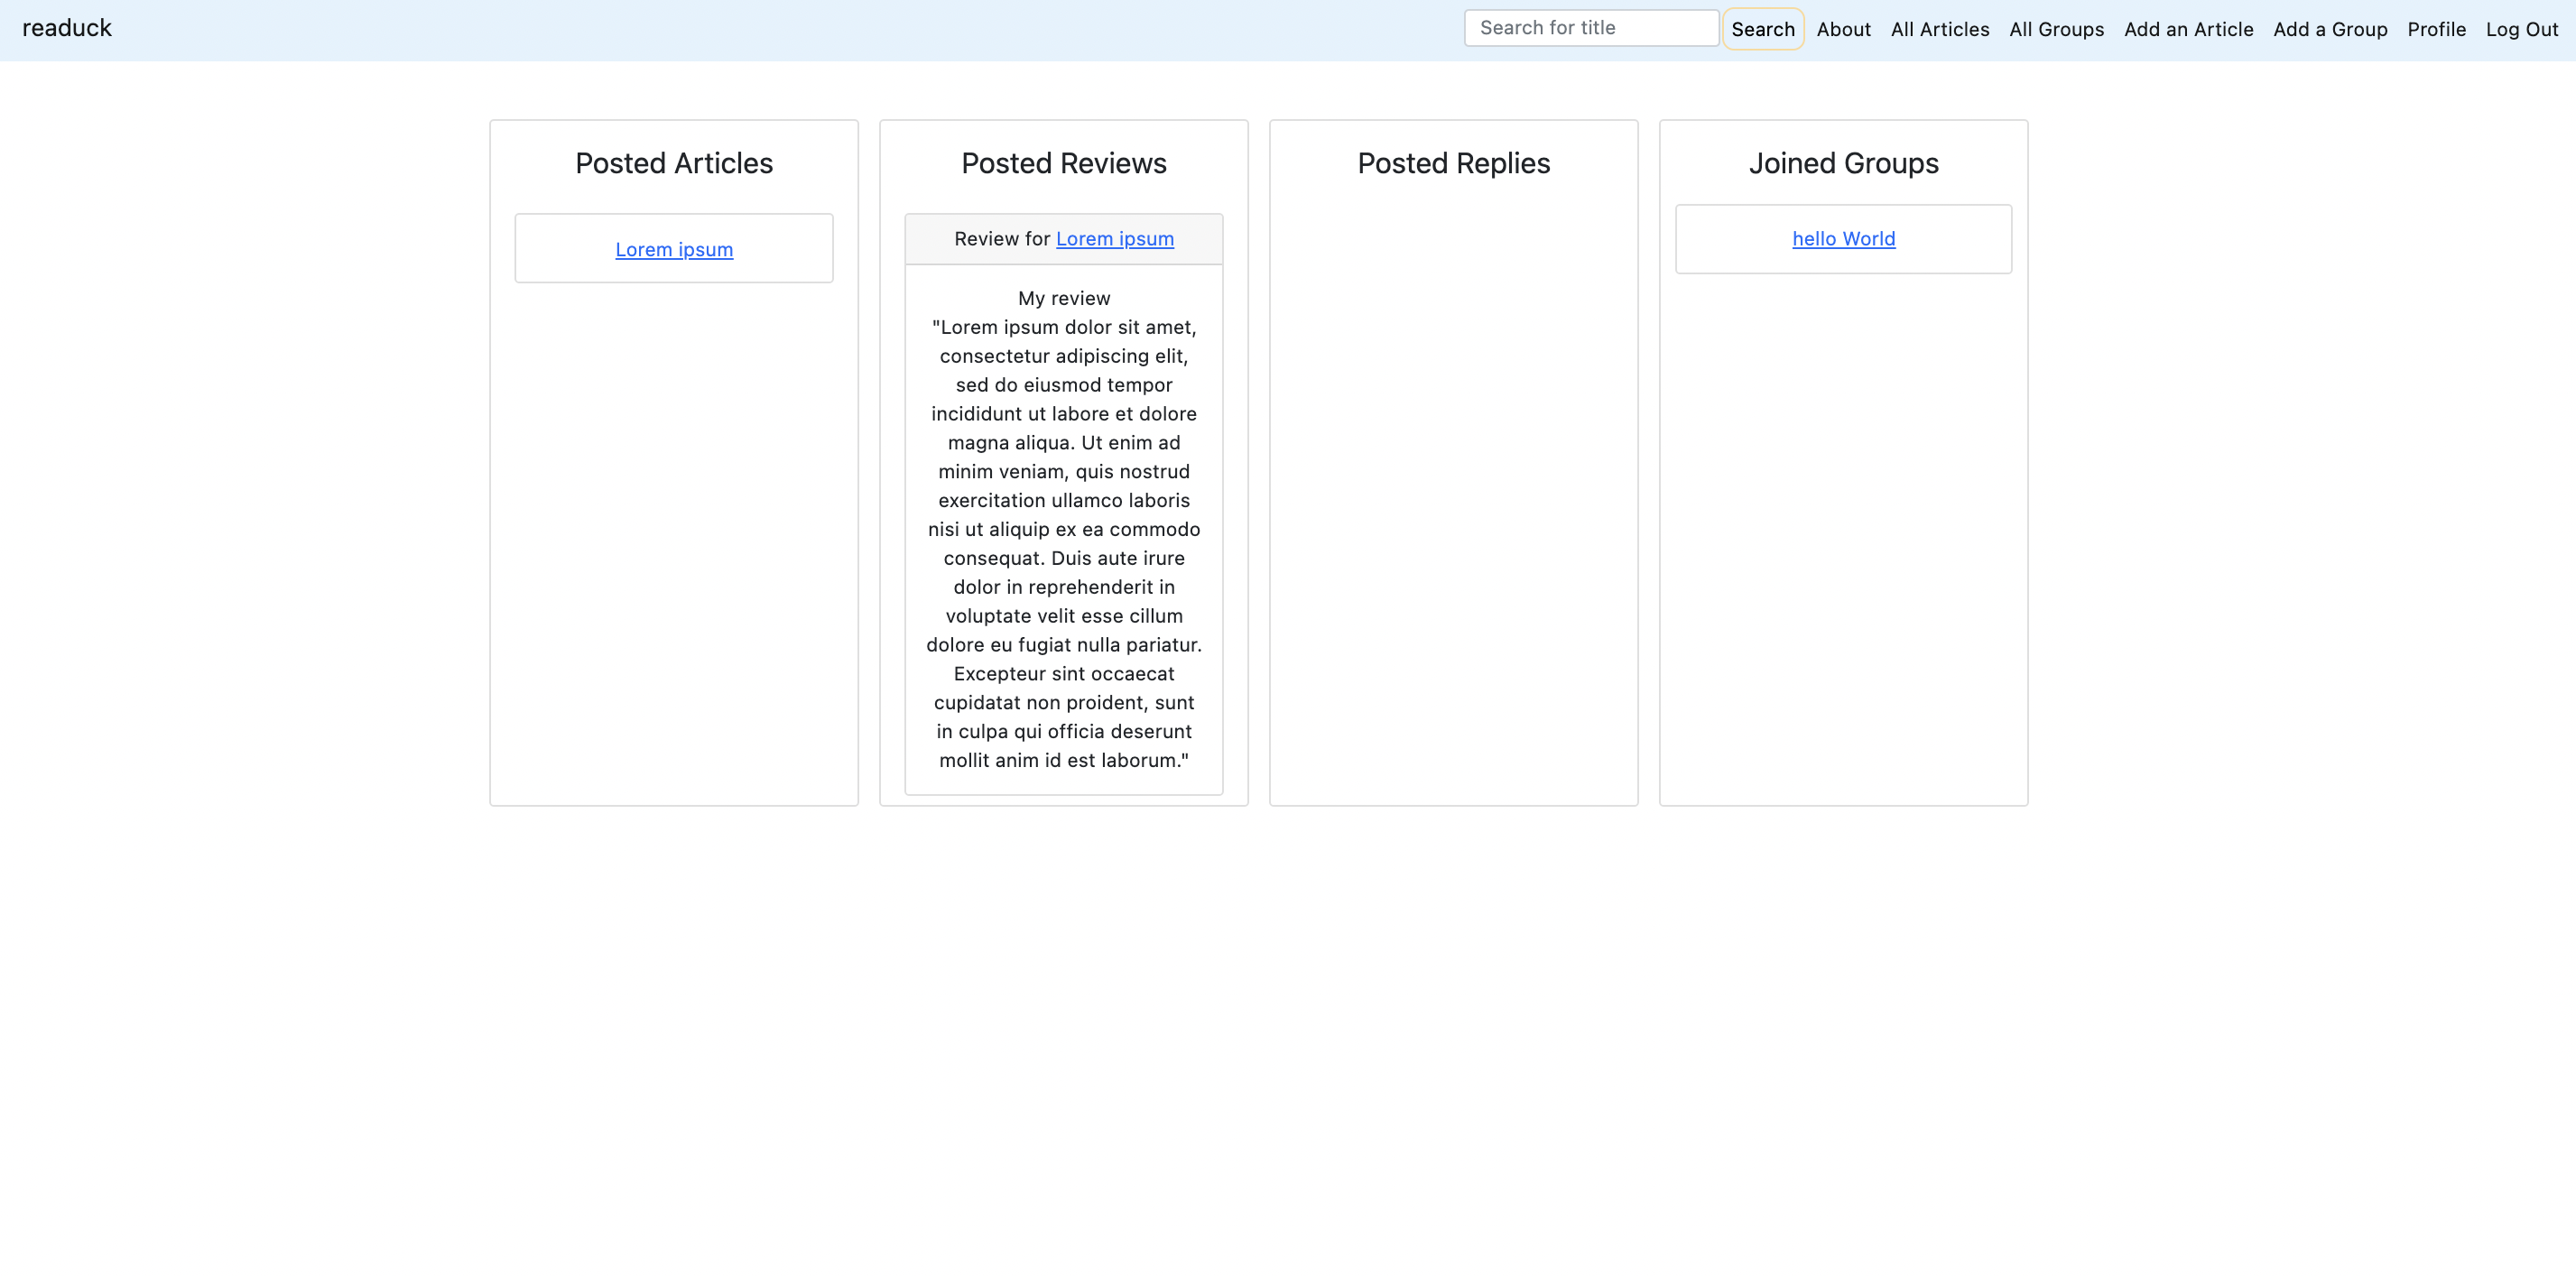 readuck
Search for title
Search
About
All Articles
All Groups
Add an Article
Add a Group
Profile
Log Out
Posted Articles
Lorem ipsum
Posted Reviews
Review for Lorem ipsum
My review
"Lorem ipsum dolor sit amet,
consectetur adipiscing elit,
sed do eiusmod tempor
incididunt ut labore et dolore
magna aliqua. Ut enim ad
minim veniam, quis nostrud
exercitation ullamco laboris
nisi ut aliquip ex ea commodo
consequat. Duis aute irure
dolor in reprehenderit in
voluptate velit esse cillum
dolore eu fugiat nulla pariatur.
Excepteur sint occaecat
cupidatat non proident, sunt
in culpa qui officia deserunt
mollit anim id est laborum."
Posted Replies
Joined Groups
hello World